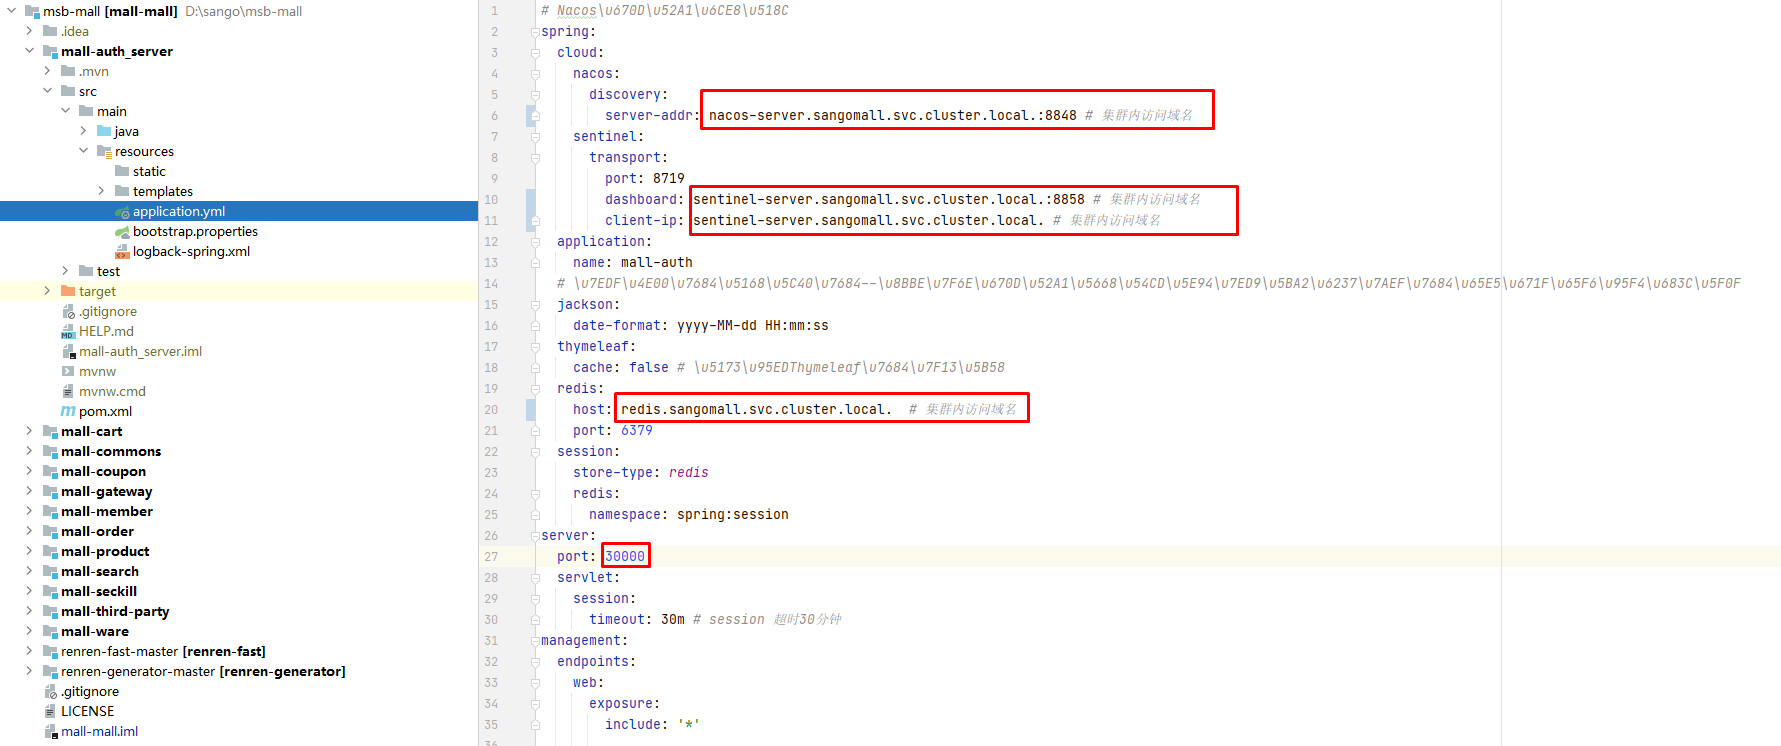 msb-mall [mall-mall] D:\sango\msb-mall
.idea
mall-auth_server
.mvn
src
main
java
resources
static
templates
application.yml
bootstrap.properties
logback-spring.xml
test
target
.gitignore
HELP.md
mall-auth_server.iml
mvnw
mvnw.cmd
pom.xml
mall-cart
mall-commons
mall-coupon
mall-gateway
mall-member
mall-order
mall-product
mall-search
mall-seckill
mall-third-party
mall-ware
renren-fast-master [renren-fast]
renren-generator-master [renren-generator]
.gitignore
LICENSE
mall-mall.iml
1 # Nacos\u670D\u52A1\u6CE8\u518C
2 spring:
3 cloud:
4 nacos:
5 discovery:
6 server-addr: nacos-server.sangomall.svc.cluster.local.:8848 # 集群内访问域名
7 sentinel:
8 transport:
9 port: 8719
10 dashboard: sentinel-server.sangomall.svc.cluster.local.:8858 # 集群内访问域名
11 client-ip: sentinel-server.sangomall.svc.cluster.local. # 集群内访问域名
12 application:
13 name: mall-auth
14 # \u7EDF\u4E00\u7684\u5168\u5C40\u7684--\u8BBE\u7F6E\u670D\u52A1\u5668\u54CD\u5E94\u7ED9\u5BA2\u6237\u7AEF\u7684\u65E5\u671F\u65F6\u95F4\u683C\u5F0F
15 jackson:
16 date-format: yyyy-MM-dd HH:mm:ss
17 thymeleaf:
18 cache: false # \u5173\u95EDThymeleaf\u7684\u7F13\u5B58
19 redis:
20 host: redis.sangomall.svc.cluster.local. # 集群内访问域名
21 port: 6379
22 session:
23 store-type: redis
24 redis:
25 namespace: spring:session
26 server:
27 port: 30000
28 servlet:
29 session:
30 timeout: 30m # session 超时30分钟
31 management:
32 endpoints:
33 web:
34 exposure:
35 include: '*'
36